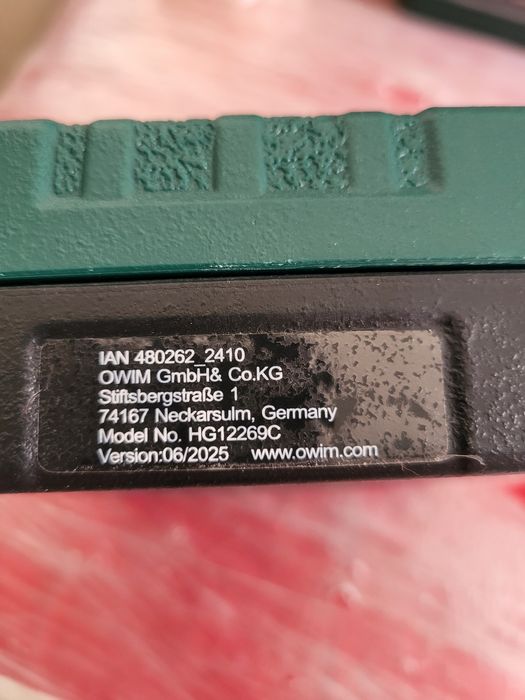 IAN 480262_2410
OWIM GmbH& Co.KG
Stiftsbergstraße 1
74167 Neckarsulm, Germany
Model No. HG12269C
Version:06/2025 www.owim.com